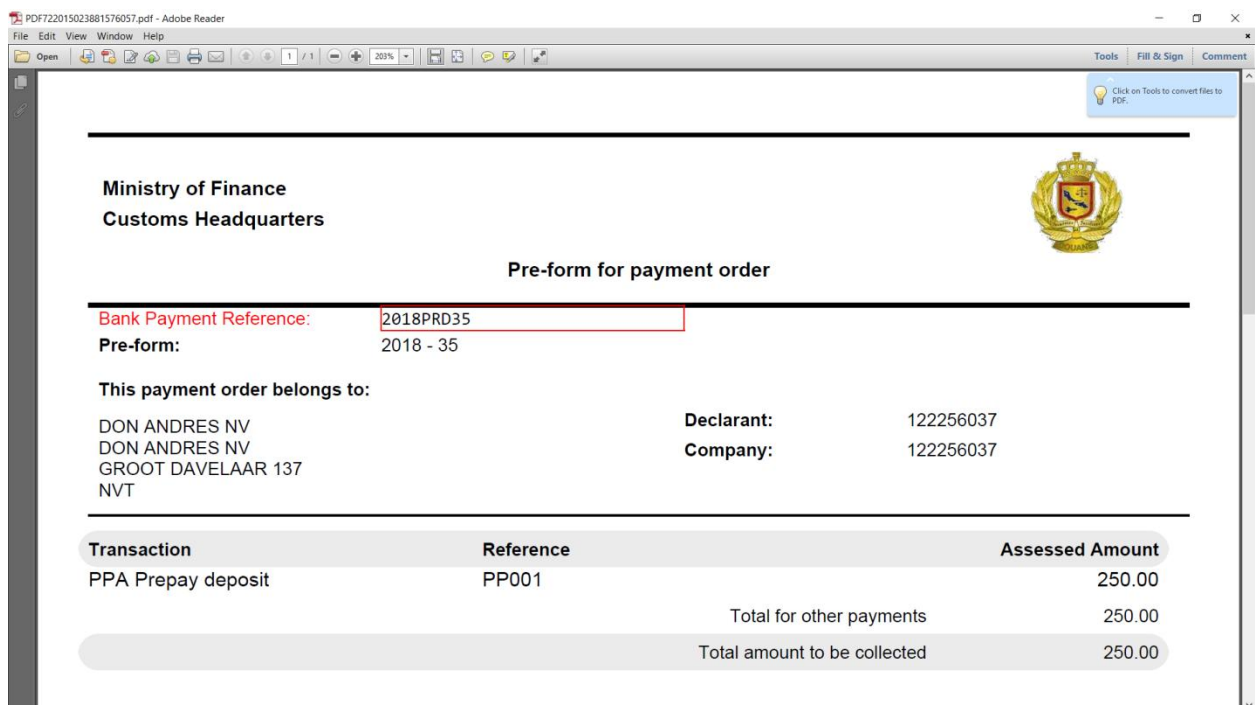 PDF722015023881576057.pdf - Adobe Reader
File Edit View Window Help
Open 1 / 1 203% Tools Fill & Sign Comment
Click on Tools to convert files to
PDF.
Ministry of Finance
Customs Headquarters
DOUANE
Pre-form for payment order
Bank Payment Reference: 2018PRD35
Pre-form: 2018 - 35
This payment order belongs to:
DON ANDRES NV
DON ANDRES NV
GROOT DAVELAAR 137
NVT
Declarant: 122256037
Company: 122256037
Transaction Reference Assessed Amount
PPA Prepay deposit PP001 250.00
Total for other payments 250.00
Total amount to be collected 250.00